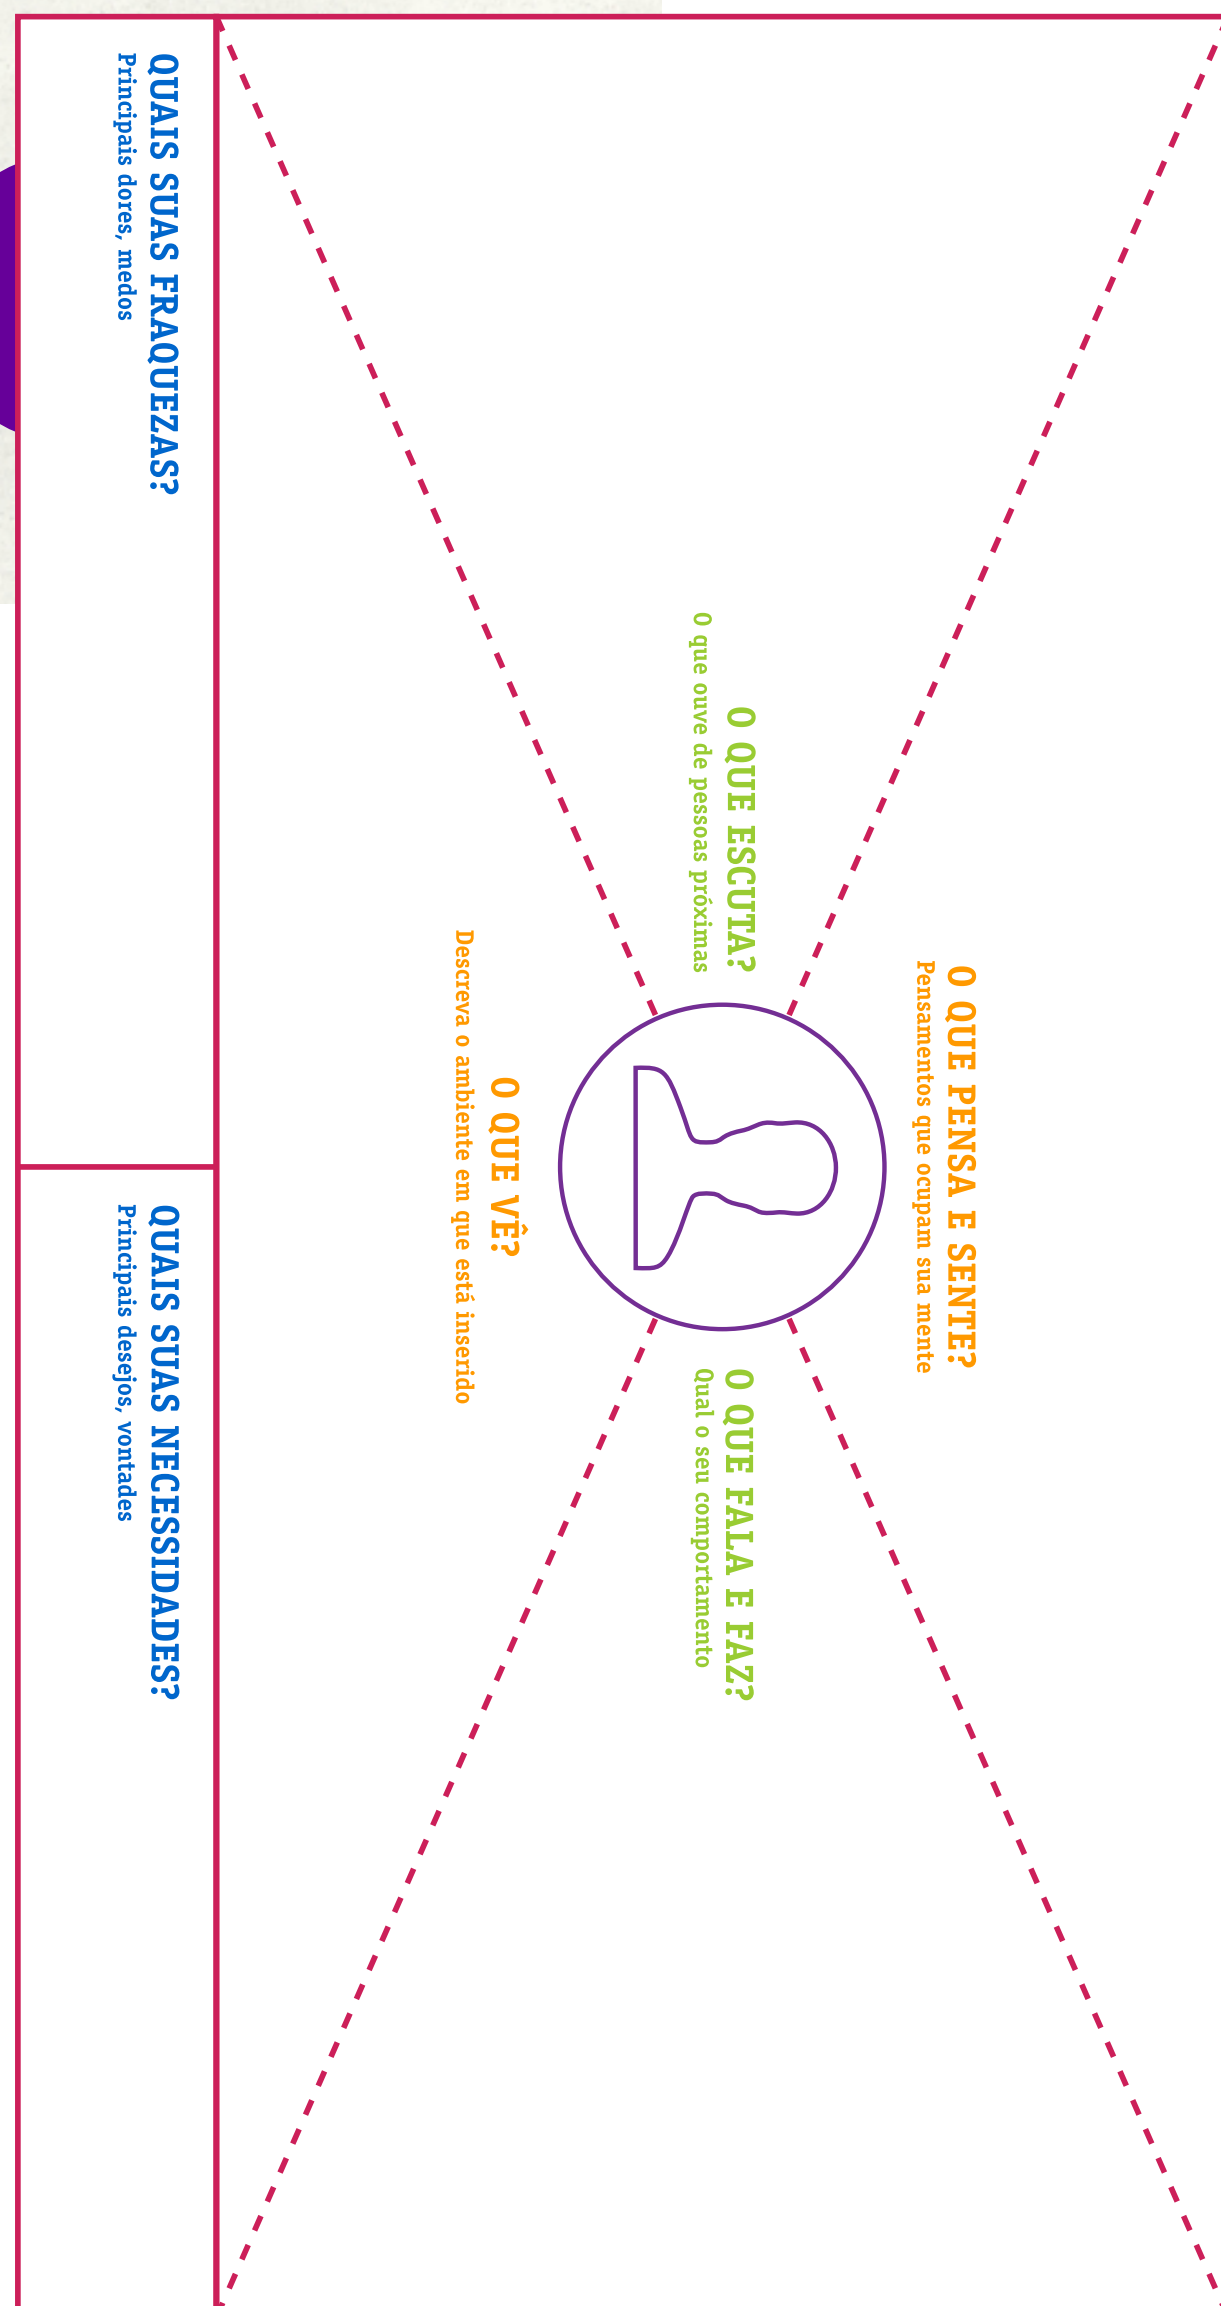 O QUE PENSA E SENTE?
Pensamentos que ocupam sua mente
O QUE ESCUTA?
O que ouve de pessoas próximas
O QUE FALA E FAZ?
Qual o seu comportamento
O QUE VÊ?
Descreva o ambiente em que está inserido
QUAIS SUAS FRAQUEZAS?
Principais dores, medos
QUAIS SUAS NECESSIDADES?
Principais desejos, vontades